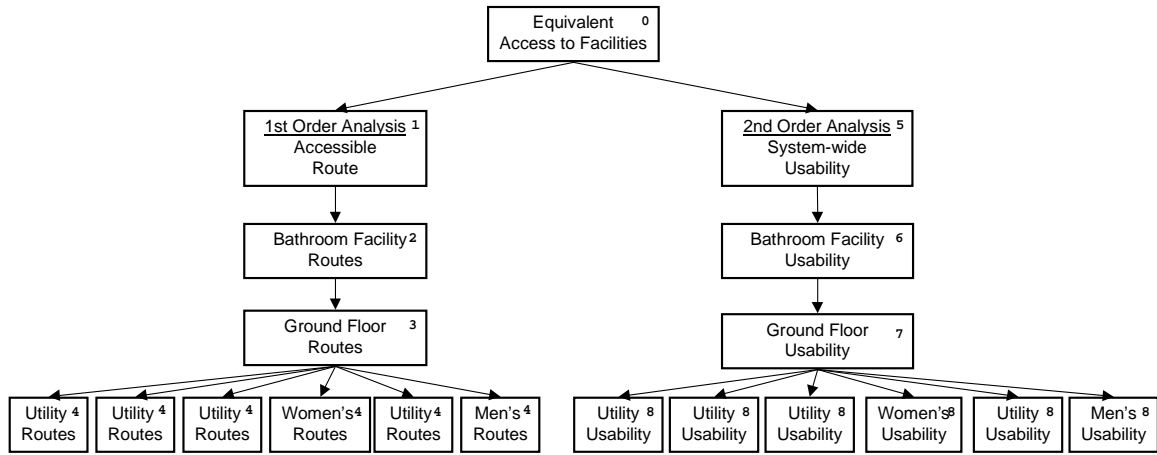 Equivalent 0
Access to Facilities
1st Order Analysis 1
Accessible
Route
2nd Order Analysis 5
System-wide
Usability
Bathroom Facility 2
Routes
Bathroom Facility 6
Usability
Ground Floor 3
Routes
Ground Floor 7
Usability
Utility 4
Routes
Utility 4
Routes
Utility 4
Routes
Women's 4
Routes
Utility 4
Routes
Men's 4
Routes
Utility 8
Usability
Utility 8
Usability
Utility 8
Usability
Women's 8
Usability
Utility 8
Usability
Men's 8
Usability